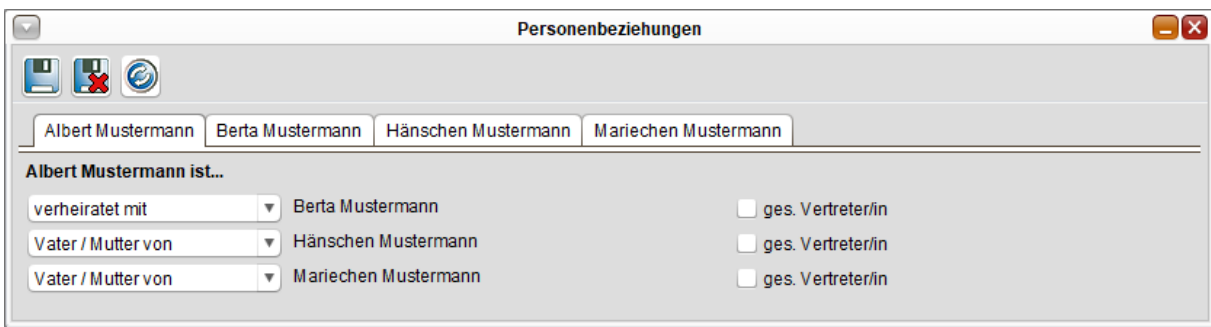 Personenbeziehungen
Albert Mustermann Berta Mustermann Hänschen Mustermann Mariechen Mustermann
Albert Mustermann ist...
verheiratet mit Berta Mustermann ges. Vertreter/in
Vater / Mutter von Hänschen Mustermann ges. Vertreter/in
Vater / Mutter von Mariechen Mustermann ges. Vertreter/in